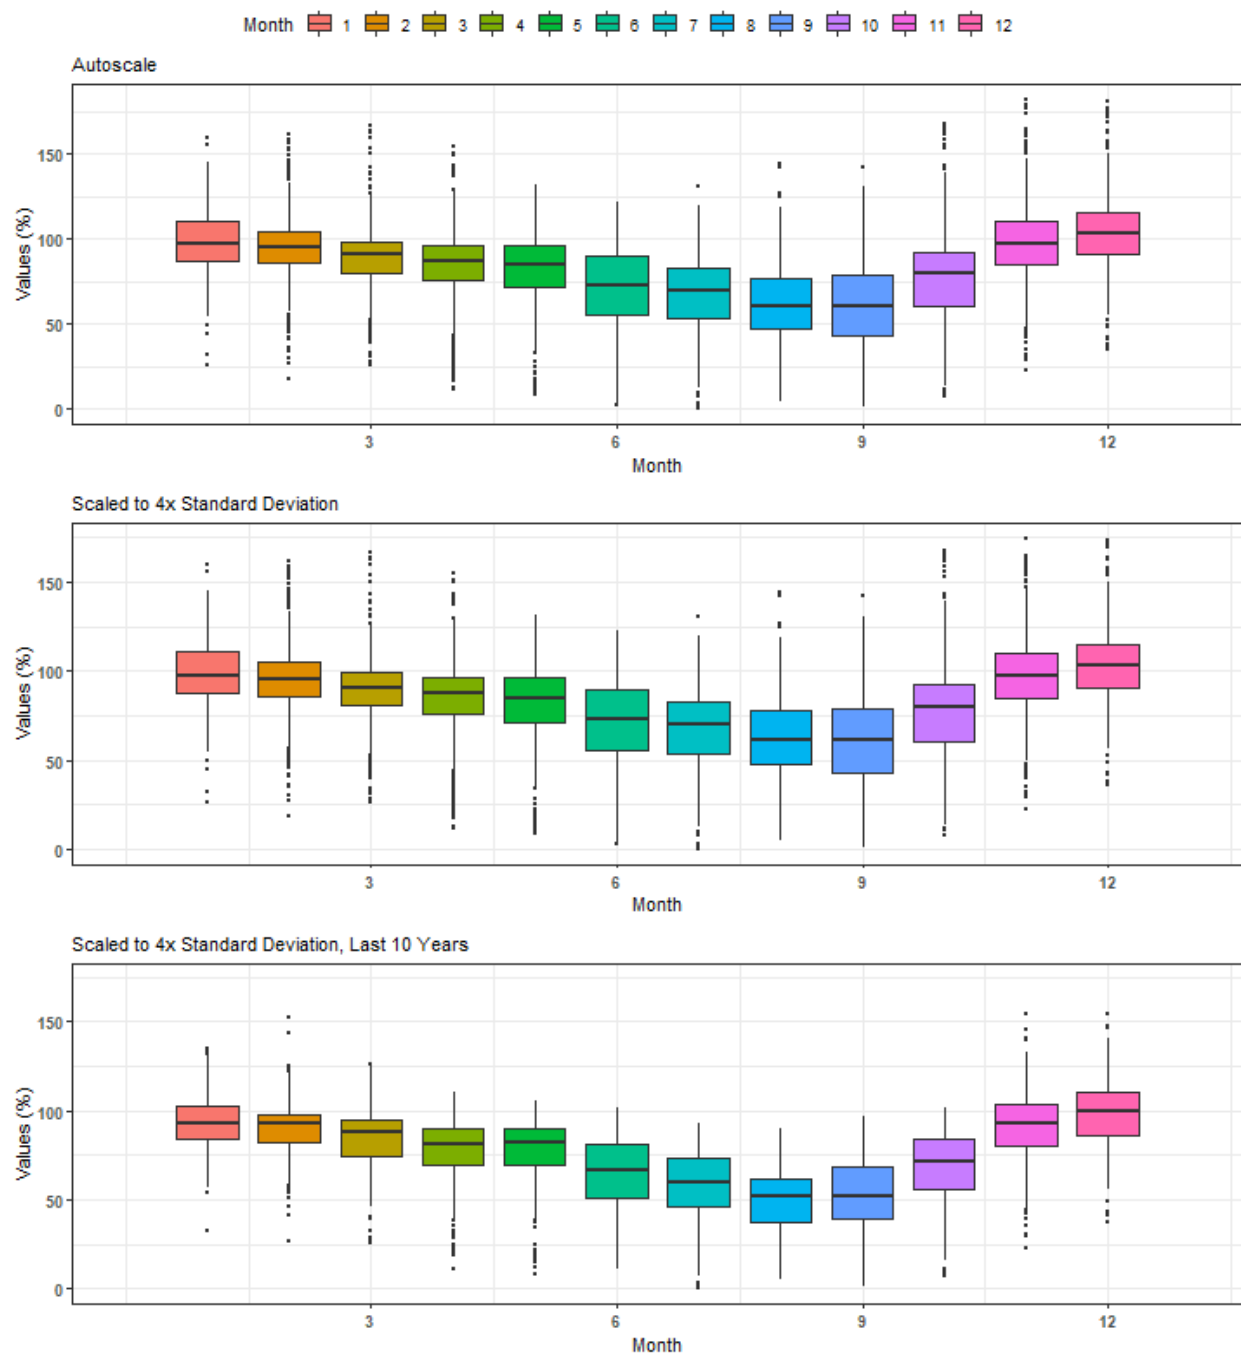 Month 1 2 3 4 5 6 7 8 9 10 11 12
Autoscale
Values (%)
150
100
50
0
3 6 9 12
Month
Scaled to 4x Standard Deviation
Values (%)
150
100
50
0
3 6 9 12
Month
Scaled to 4x Standard Deviation, Last 10 Years
Values (%)
150
100
50
0
3 6 9 12
Month